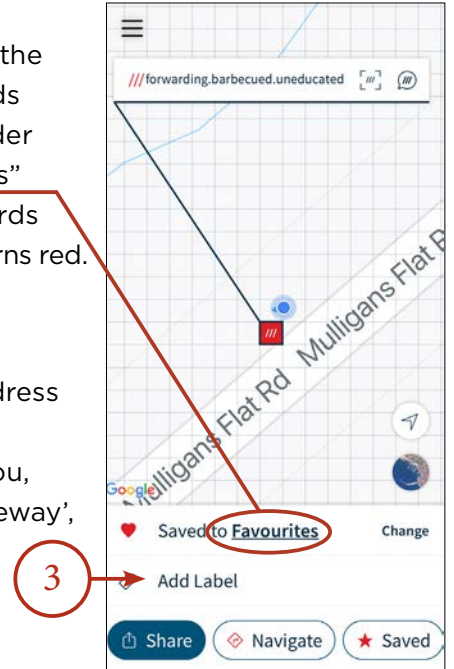 the
ds
der
s”
rds
rns red.
dress
ou,
eway’,
3
///forwarding.barbecued.uneducated
Mulligans Flat Rd
Mulligans Flat R
Google
Saved to Favourites
Change
Add Label
Share
Navigate
Saved